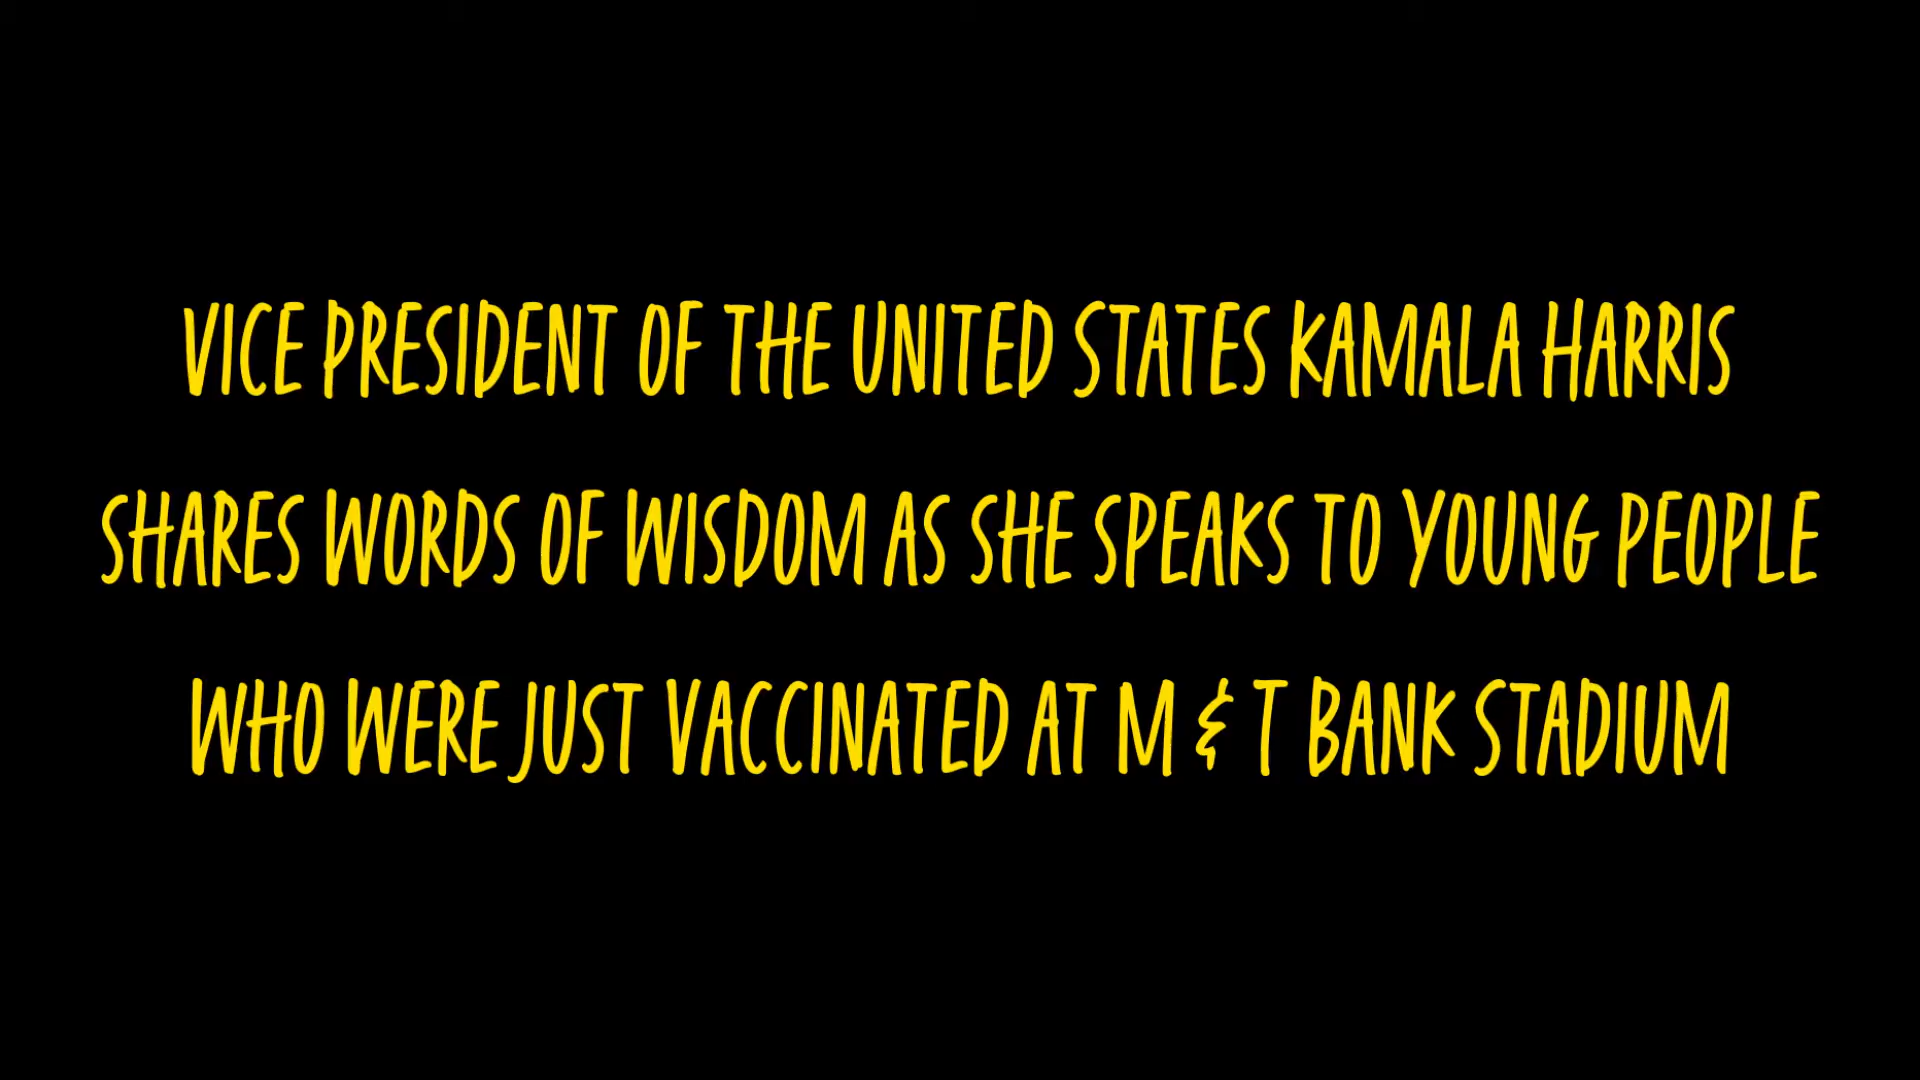 VICE PRESIDENT OF THE UNITED STATES KAMALA HARRIS
SHARES WORDS OF WISDOM AS SHE SPEAKS TO YOUNG PEOPLE
WHO WERE JUST VACCINATED AT M & T BANK STADIUM